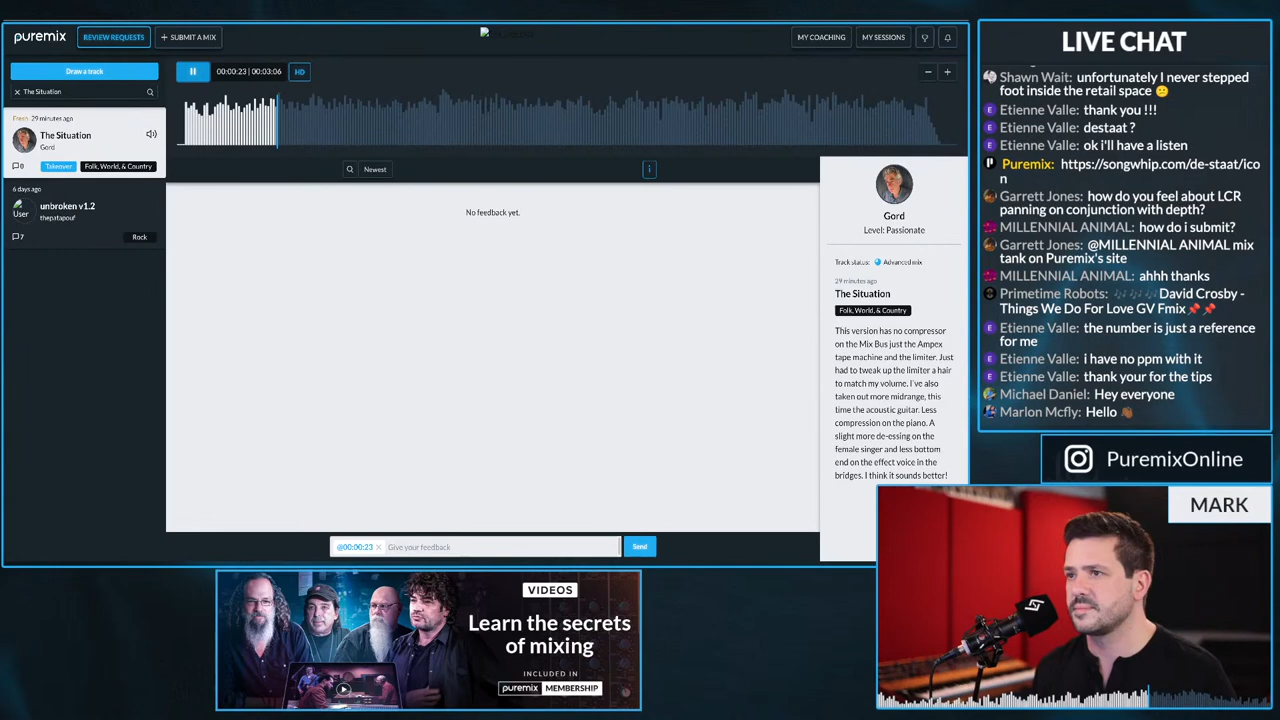 puremix
REVIEW REQUESTS
+ SUBMIT A MIX
MY COACHING
MY SESSIONS
Draw a track
× The Situation
Fresh 29 minutes ago
The Situation
Gord
0
Takeover
Folk, World, & Country
6 days ago
User
unbroken v1.2
thepatapouf
7
Rock
00:00:23 | 00:03:06
HD
Newest
No feedback yet.
@00:00:23 ×
Give your feedback
Send
Gord
Level: Passionate
Track status: Advanced mix
29 minutes ago
The Situation
Folk, World, & Country
This version has no compressor
on the Mix Bus just the Ampex
tape machine and the limiter. Just
had to tweak up the limiter a hair
to match my volume. I've also
taken out more midrange, this
time the acoustic guitar. Less
compression on the piano. A
slight more de-essing on the
female singer and less bottom
end on the effect voice in the
bridges. I think it sounds better!
LIVE CHAT
Shawn Wait: unfortunately I never stepped
foot inside the retail space 🙁
Etienne Valle: thank you !!!
Etienne Valle: destaat ?
Etienne Valle: ok i'll have a listen
Puremix: https://songwhip.com/de-staat/ico
n
Garrett Jones: how do you feel about LCR
panning on conjunction with depth?
MILLENNIAL ANIMAL: how do i submit?
Garrett Jones: @MILLENNIAL ANIMAL mix
tank on Puremix's site
MILLENNIAL ANIMAL: ahhh thanks
Primetime Robots: 🎶🎶🎶David Crosby -
Things We Do For Love GV Fmix📌📌
Etienne Valle: the number is just a reference
for me
Etienne Valle: i have no ppm with it
Etienne Valle: thank your for the tips
Michael Daniel: Hey everyone
Marlon Mcfly: Hello 👋🏾
PuremixOnline
MARK
VIDEOS
Learn the secrets
of mixing
INCLUDED IN
puremix MEMBERSHIP